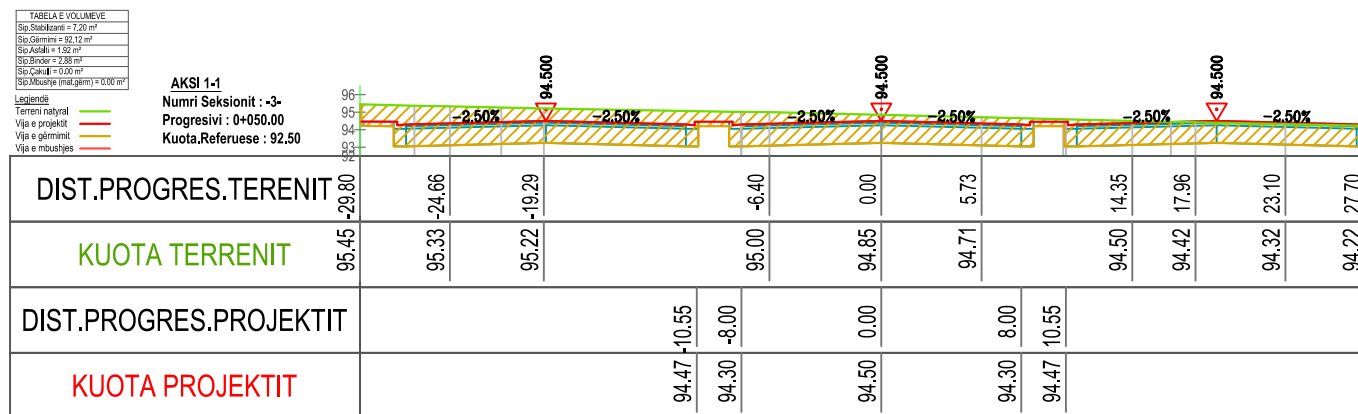 TABELA E VOLUMEVE
Sip.Stabilizanti = 7.20 m²
Sip.Gërmimi = 92.12 m²
Sip.Asfalti = 1.92 m²
Sip.Binder = 2.88 m²
Sip.Çakulli = 0.00 m²
Sip.Mbushje (mat.gërm) = 0.00 m²
Legjendë
Terreni natyral
Vija e projektit
Vija e gërmimit
Vija e mbushjes
AKSI 1-1
Numri Seksionit : -3-
Progresivi : 0+050.00
Kuota.Referuese : 92.50
94.500 94.500 94.500
96
95
94
93
92
-2.50% -2.50% -2.50% -2.50% -2.50% -2.50%
DIST.PROGRES.TERENIT -29.80 -24.66 -19.29 -6.40 0.00 5.73 14.35 17.96 23.10 27.70
KUOTA TERRENIT 95.45 95.33 95.22 95.00 94.85 94.71 94.50 94.42 94.32 94.22
DIST.PROGRES.PROJEKTIT -10.55 -8.00 0.00 8.00 10.55
KUOTA PROJEKTIT 94.47 94.30 94.50 94.30 94.47